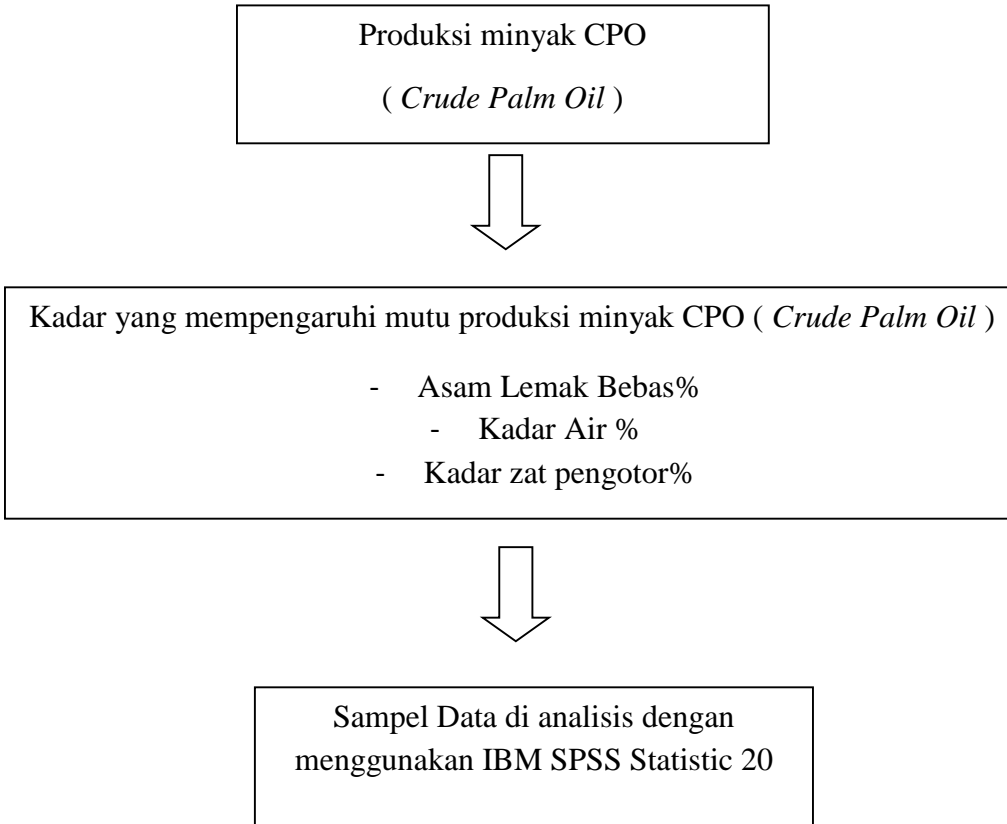 Produksi minyak CPO
( Crude Palm Oil )
Kadar yang mempengaruhi mutu produksi minyak CPO ( Crude Palm Oil )
- Asam Lemak Bebas%
- Kadar Air %
- Kadar zat pengotor%
Sampel Data di analisis dengan
menggunakan IBM SPSS Statistic 20